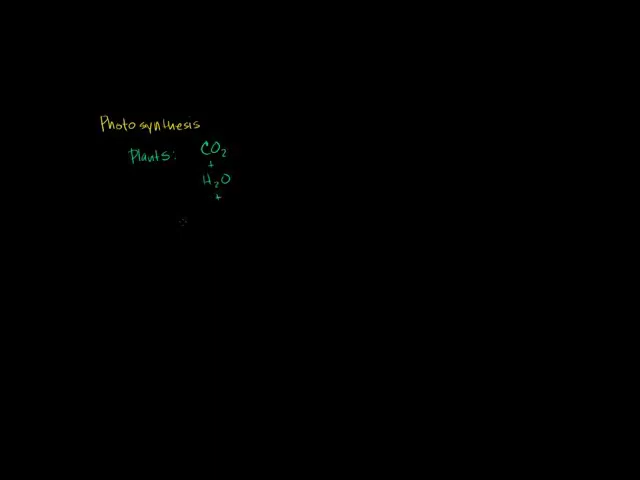 Photosynthesis
Plants: CO₂
+
H₂O
+